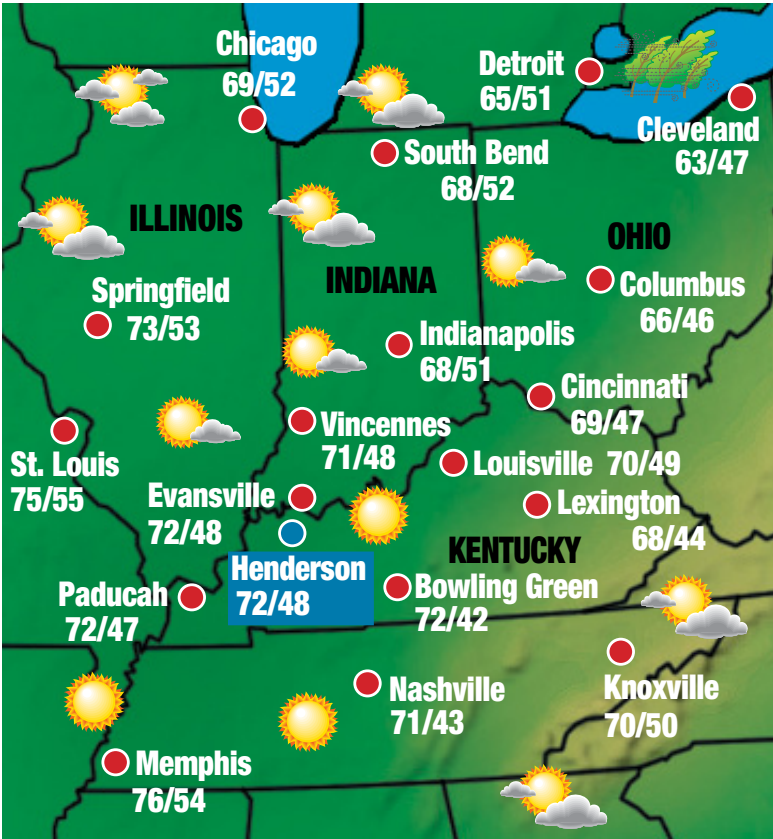 Chicago
69/52
Detroit
65/51
Cleveland
63/47
South Bend
68/52
ILLINOIS
OHIO
INDIANA
Columbus
66/46
Springfield
73/53
Indianapolis
68/51
Cincinnati
69/47
Vincennes
71/48
St. Louis
75/55
Louisville 70/49
Evansville
72/48
Lexington
68/44
KENTUCKY
Henderson
72/48
Bowling Green
72/42
Paducah
72/47
Nashville
71/43
Knoxville
70/50
Memphis
76/54